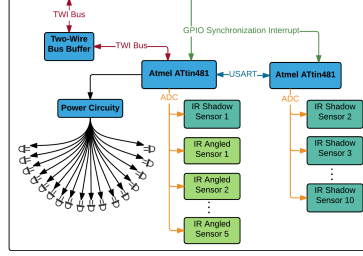 TWI Bus
GPIO Synchronization Interrupt
Two-Wire
Bus Buffer
TWI Bus
Atmel ATtin481
USART
Atmel ATtin481
ADC
ADC
Power Circuity
IR Shadow
Sensor 1
IR Shadow
Sensor 2
IR Angled
Sensor 1
IR Shadow
Sensor 3
IR Angled
Sensor 2
IR Shadow
Sensor 10
IR Angled
Sensor 5